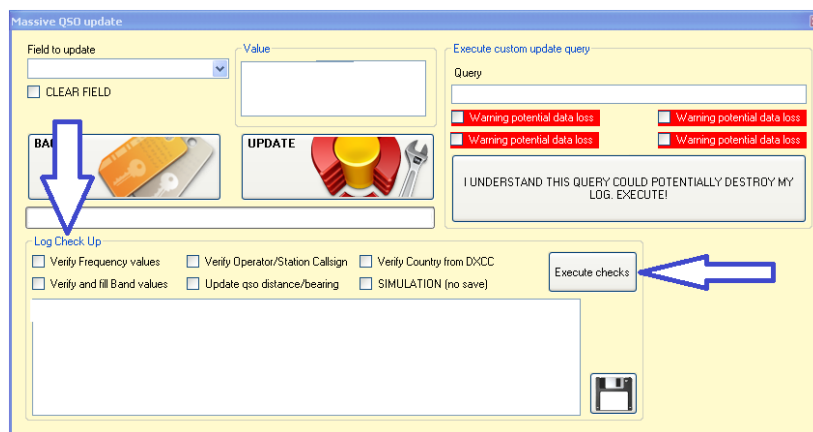 Massive QSO update
Field to update
CLEAR FIELD
Value
Execute custom update query
Query
Warning potential data loss
Warning potential data loss
Warning potential data loss
Warning potential data loss
UPDATE
I UNDERSTAND THIS QUERY COULD POTENTIALLY DESTROY MY
LOG. EXECUTE!
Log Check Up
Verify Frequency values
Verify Operator/Station Callsign
Verify Country from DXCC
Verify and fill Band values
Update qso distance/bearing
SIMULATION (no save)
Execute checks